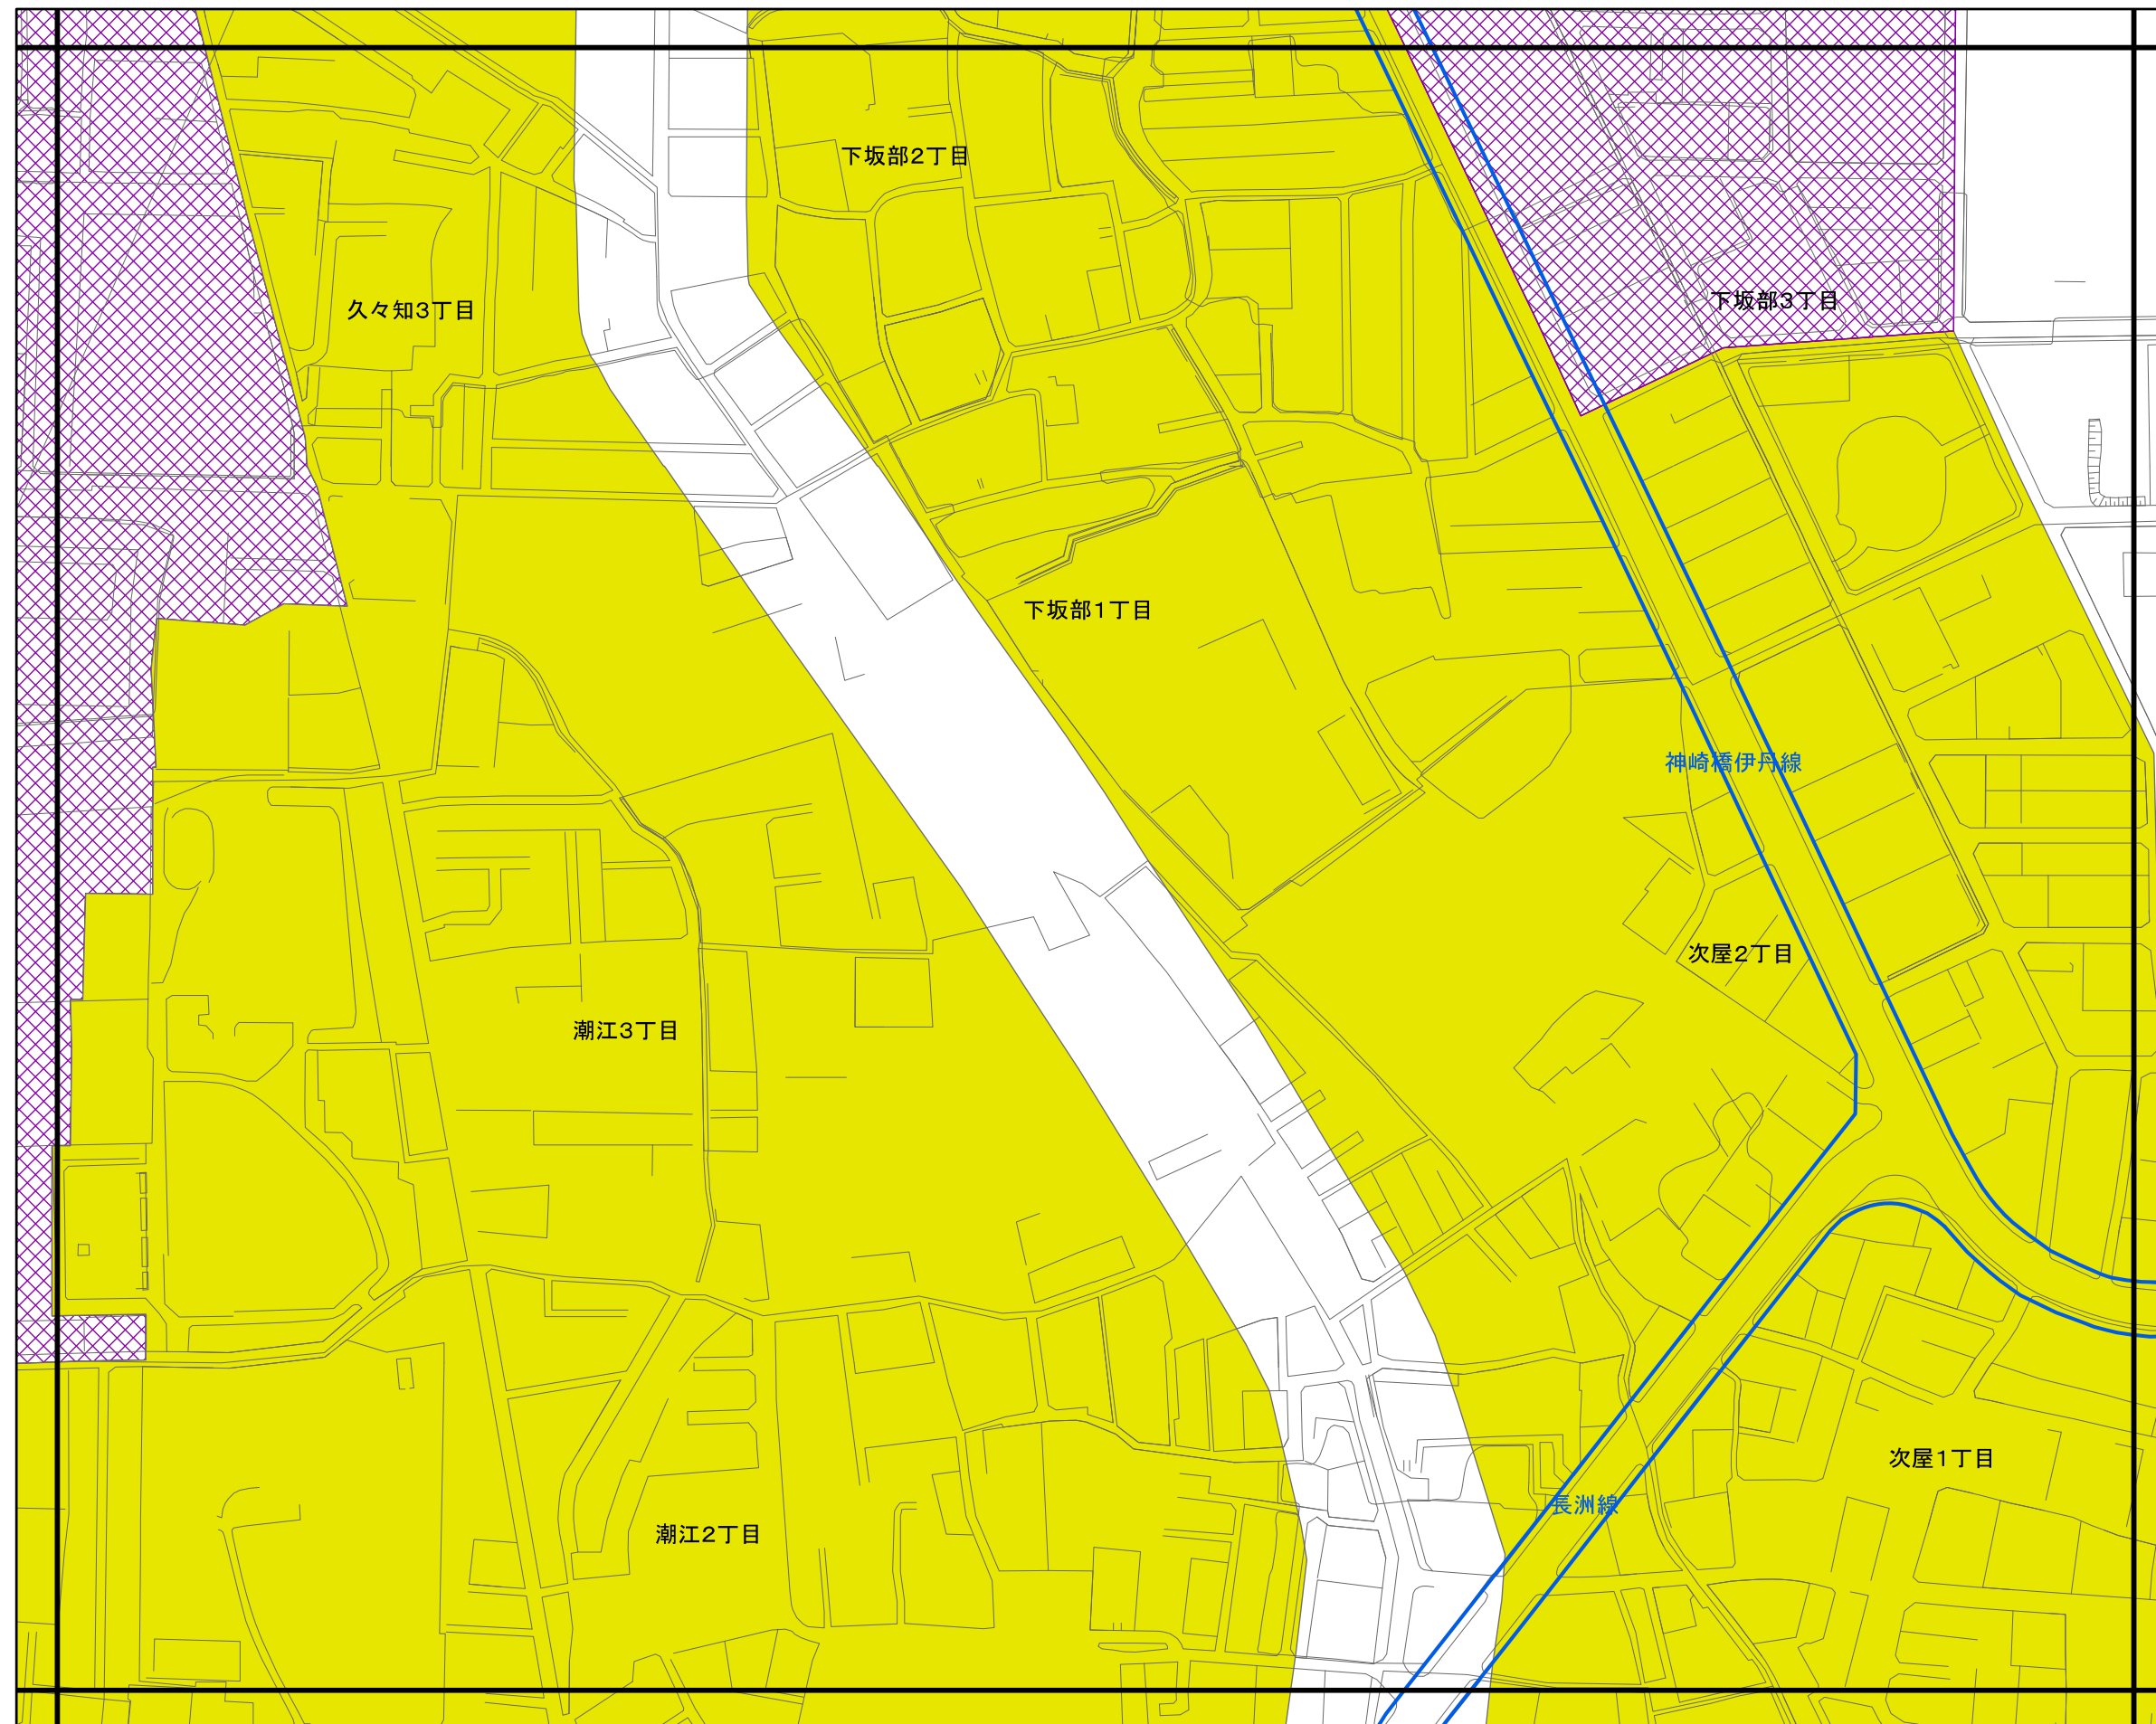 下坂部2丁目
下坂部3丁目
久々知3丁目
下坂部1丁目
神崎橋伊丹線
次屋2丁目
潮江3丁目
次屋1丁目
長洲線
潮江2丁目